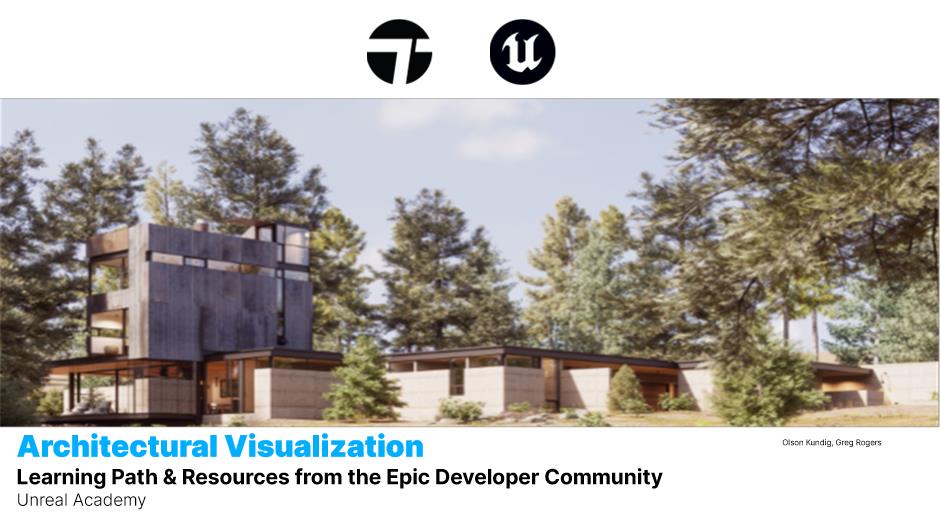 Architectural Visualization
Olson Kundig, Greg Rogers
Learning Path & Resources from the Epic Developer Community
Unreal Academy